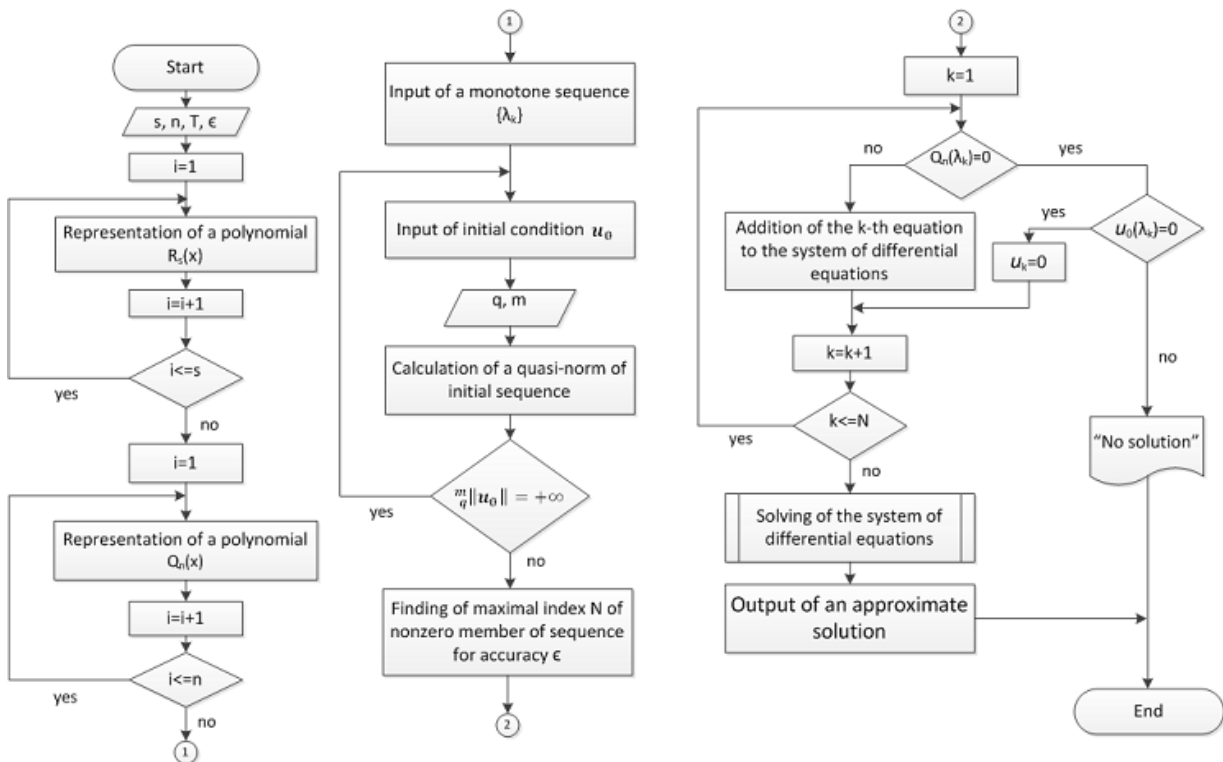 Start
s, n, T, ϵ
i=1
Representation of a polynomial
Rₛ(x)
i=i+1
i<=s
yes
no
i=1
Representation of a polynomial
Qₙ(x)
i=i+1
i<=n
yes
no
1
1
Input of a monotone sequence
{λₖ}
Input of initial condition u₀
q, m
Calculation of a quasi-norm of
initial sequence
ᵐ_q‖u₀‖ = +∞
yes
no
Finding of maximal index N of
nonzero member of sequence
for accuracy ϵ
2
2
k=1
Qₙ(λₖ)=0
no
yes
Addition of the k-th equation
to the system of differential
equations
yes
u₀(λₖ)=0
uₖ=0
k=k+1
no
k<=N
yes
no
"No solution"
Solving of the system of
differential equations
Output of an approximate
solution
End